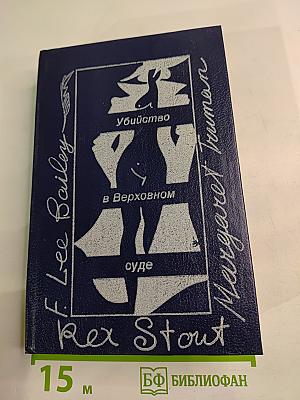 F. Lee Bailey
Убийство
в Верховном
суде
Margaret Truman
Rex Stout
15 м
БФ БИБЛИОФАН